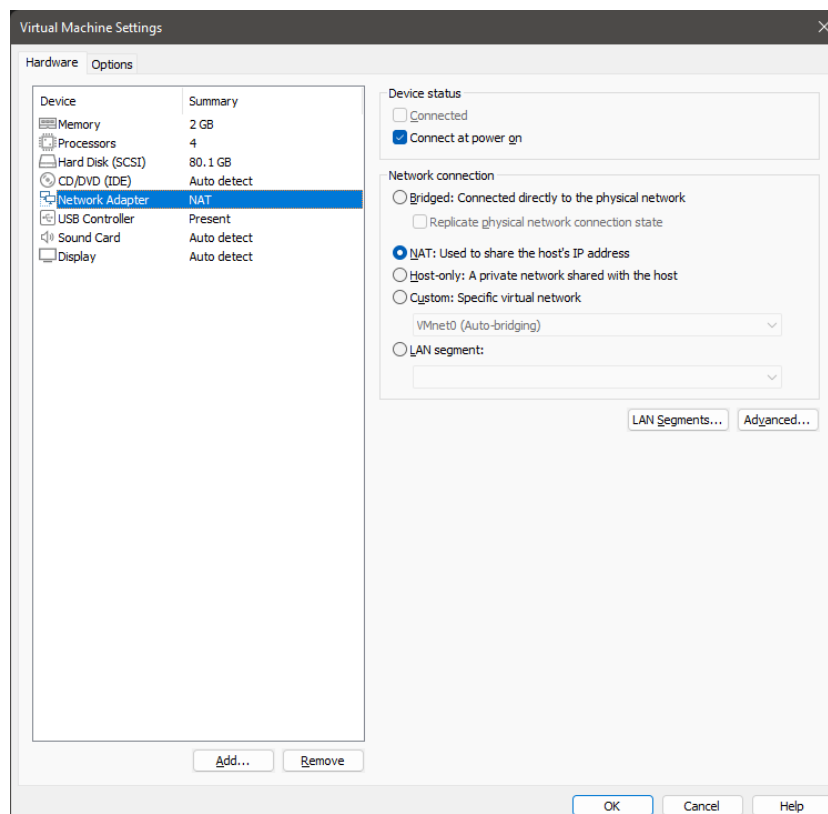 Virtual Machine Settings
Hardware Options
Device Summary
Memory 2 GB
Processors 4
Hard Disk (SCSI) 80.1 GB
CD/DVD (IDE) Auto detect
Network Adapter NAT
USB Controller Present
Sound Card Auto detect
Display Auto detect
Add... Remove
Device status
Connected
Connect at power on
Network connection
Bridged: Connected directly to the physical network
Replicate physical network connection state
NAT: Used to share the host's IP address
Host-only: A private network shared with the host
Custom: Specific virtual network
VMnet0 (Auto-bridging)
LAN segment:
LAN Segments... Advanced...
OK Cancel Help